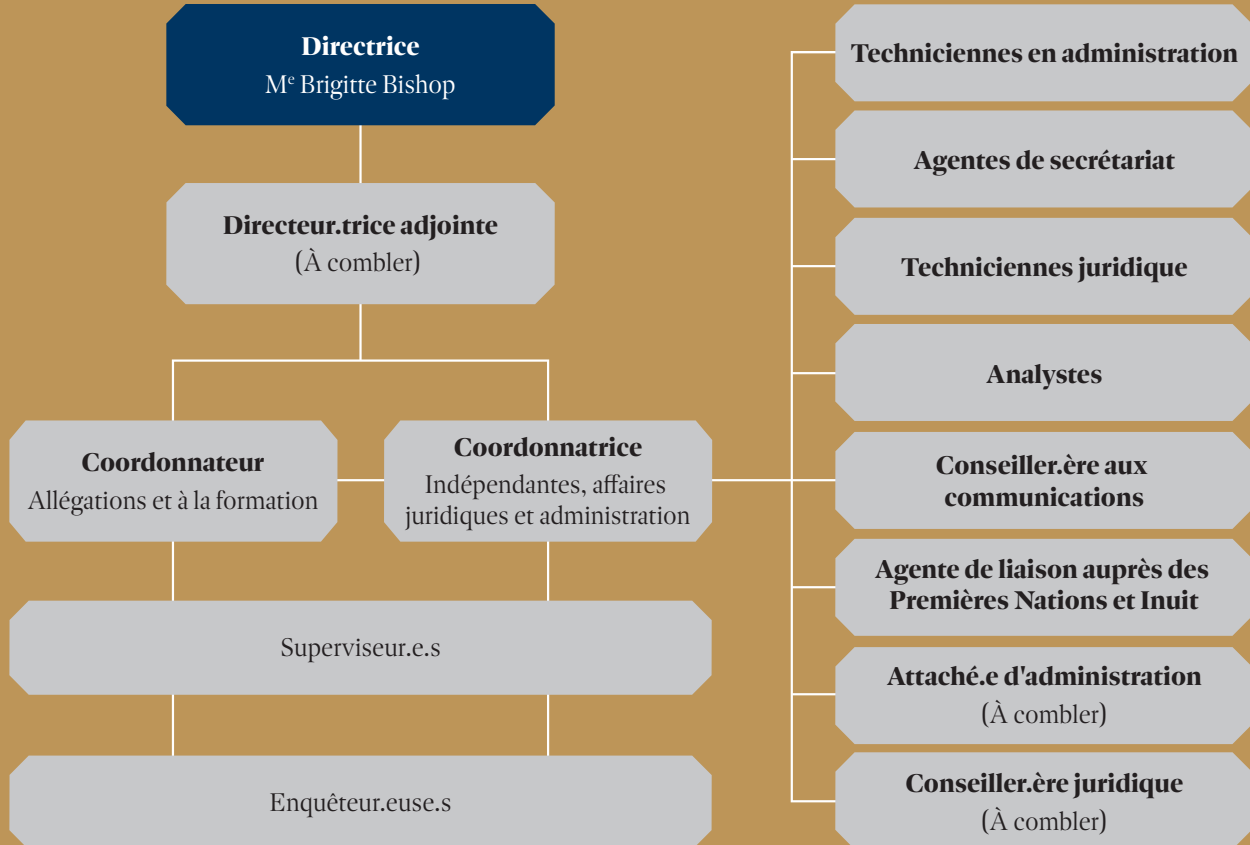 Directrice
Mᵉ Brigitte Bishop
Directeur.trice adjointe
(À combler)
Coordonnateur
Allégations et à la formation
Coordonnatrice
Indépendantes, affaires
juridiques et administration
Superviseur.e.s
Enquêteur.euse.s
Techniciennes en administration
Agentes de secrétariat
Techniciennes juridique
Analystes
Conseiller.ère aux
communications
Agente de liaison auprès des
Premières Nations et Inuit
Attaché.e d'administration
(À combler)
Conseiller.ère juridique
(À combler)